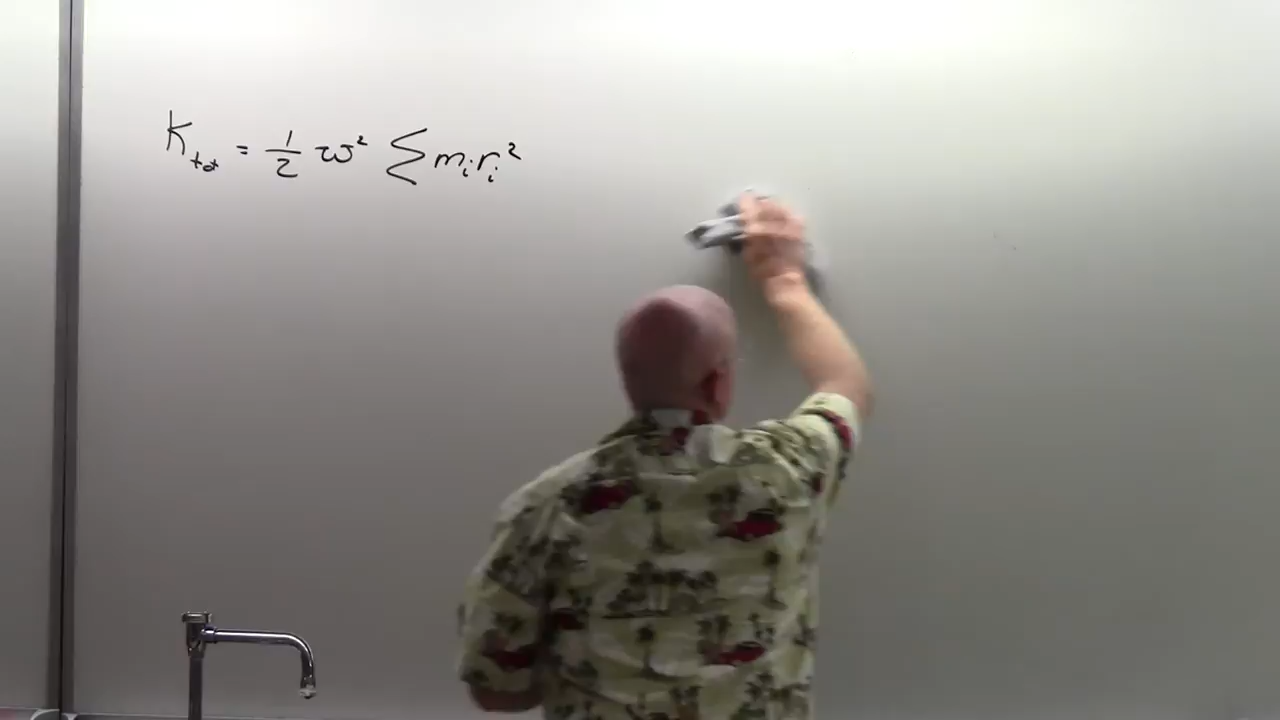 K_tot = 1/2 ω² Σ mᵢrᵢ²